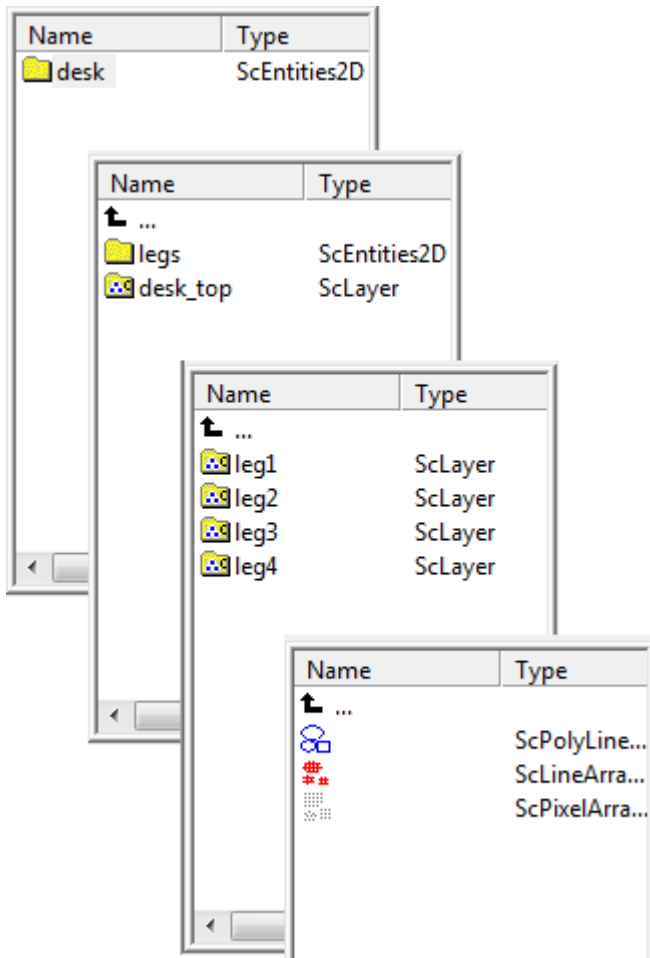 Name Type
desk ScEntities2D
Name Type
...
legs ScEntities2D
desk_top ScLayer
Name Type
...
leg1 ScLayer
leg2 ScLayer
leg3 ScLayer
leg4 ScLayer
Name Type
...
ScPolyLine...
ScLineArra...
ScPixelArra...